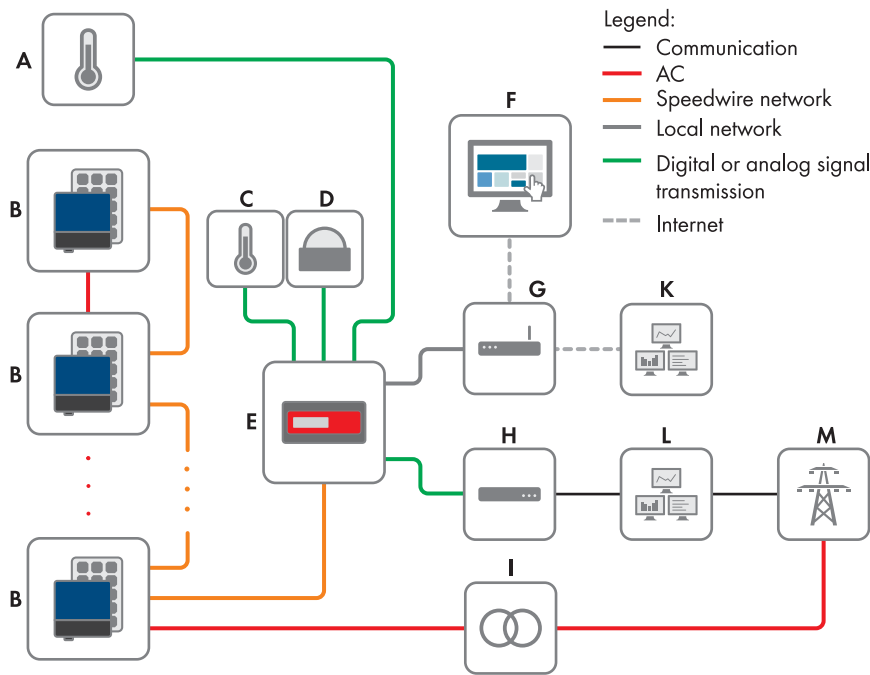 Legend:
Communication
AC
Speedwire network
Local network
Digital or analog signal
transmission
Internet
A
F
B
C
D
G
K
B
E
H
L
M
B
I